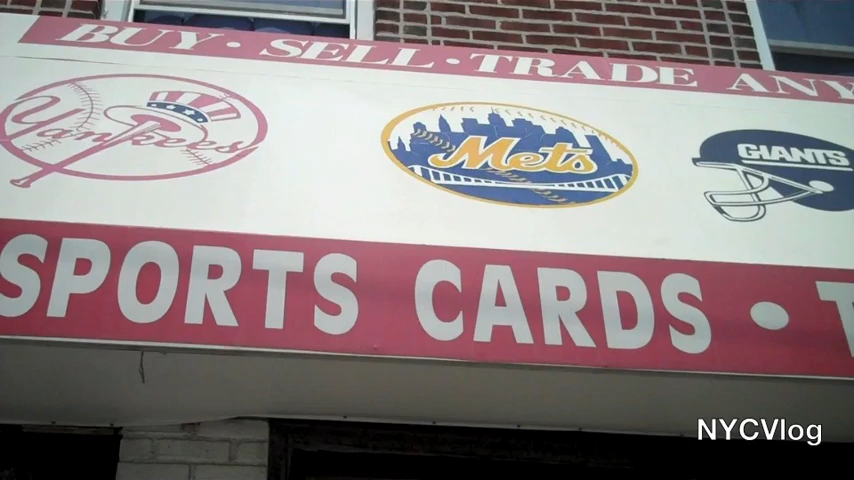 BUY · SELL · TRADE ANY
Yankees
Mets
GIANTS
SPORTS CARDS · T
NYCVlog